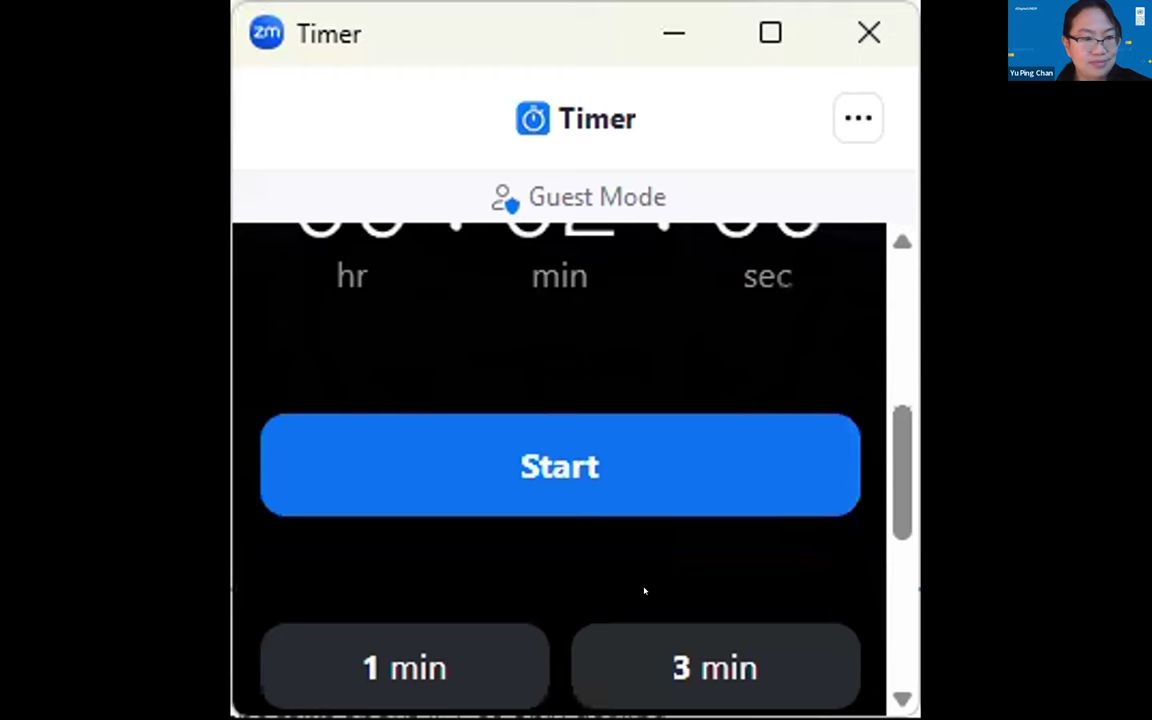 zm Timer
Timer
Guest Mode
hr min sec
Start
1 min 3 min
Yu Ping Chan